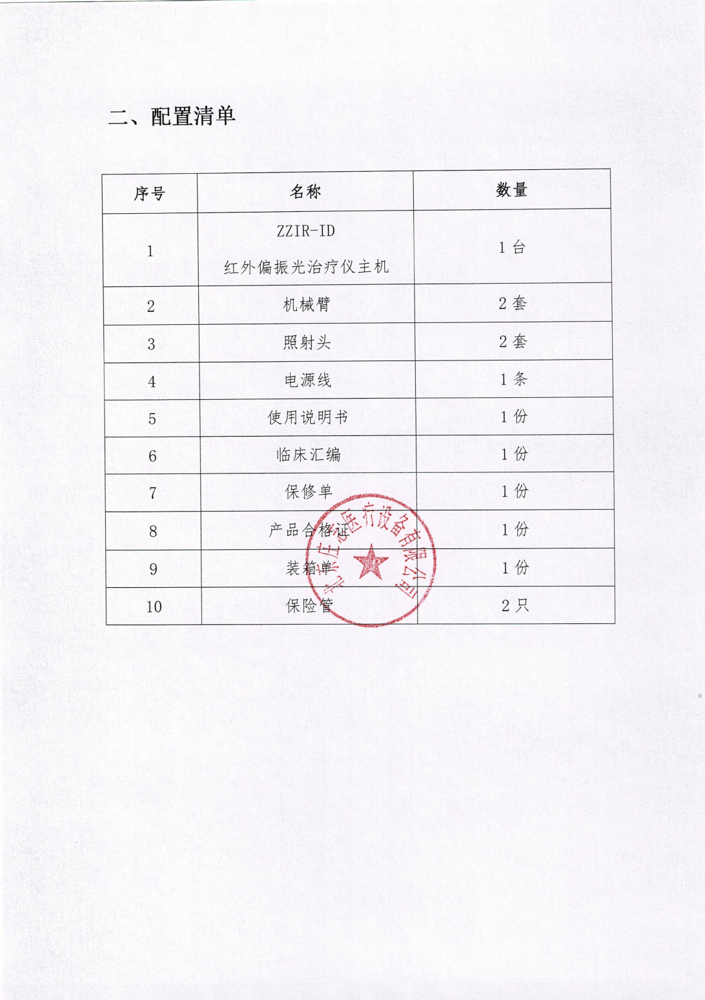 二、配置清单
序号 名称 数量
1 ZZIR-ID 1台
红外偏振光治疗仪主机
2 机械臂 2套
3 照射头 2套
4 电源线 1条
5 使用说明书 1份
6 临床汇编 1份
7 保修单 1份
8 产品合格证 1份
9 装箱单 1份
10 保险管 2只
北京庄志医疗设备有限公司